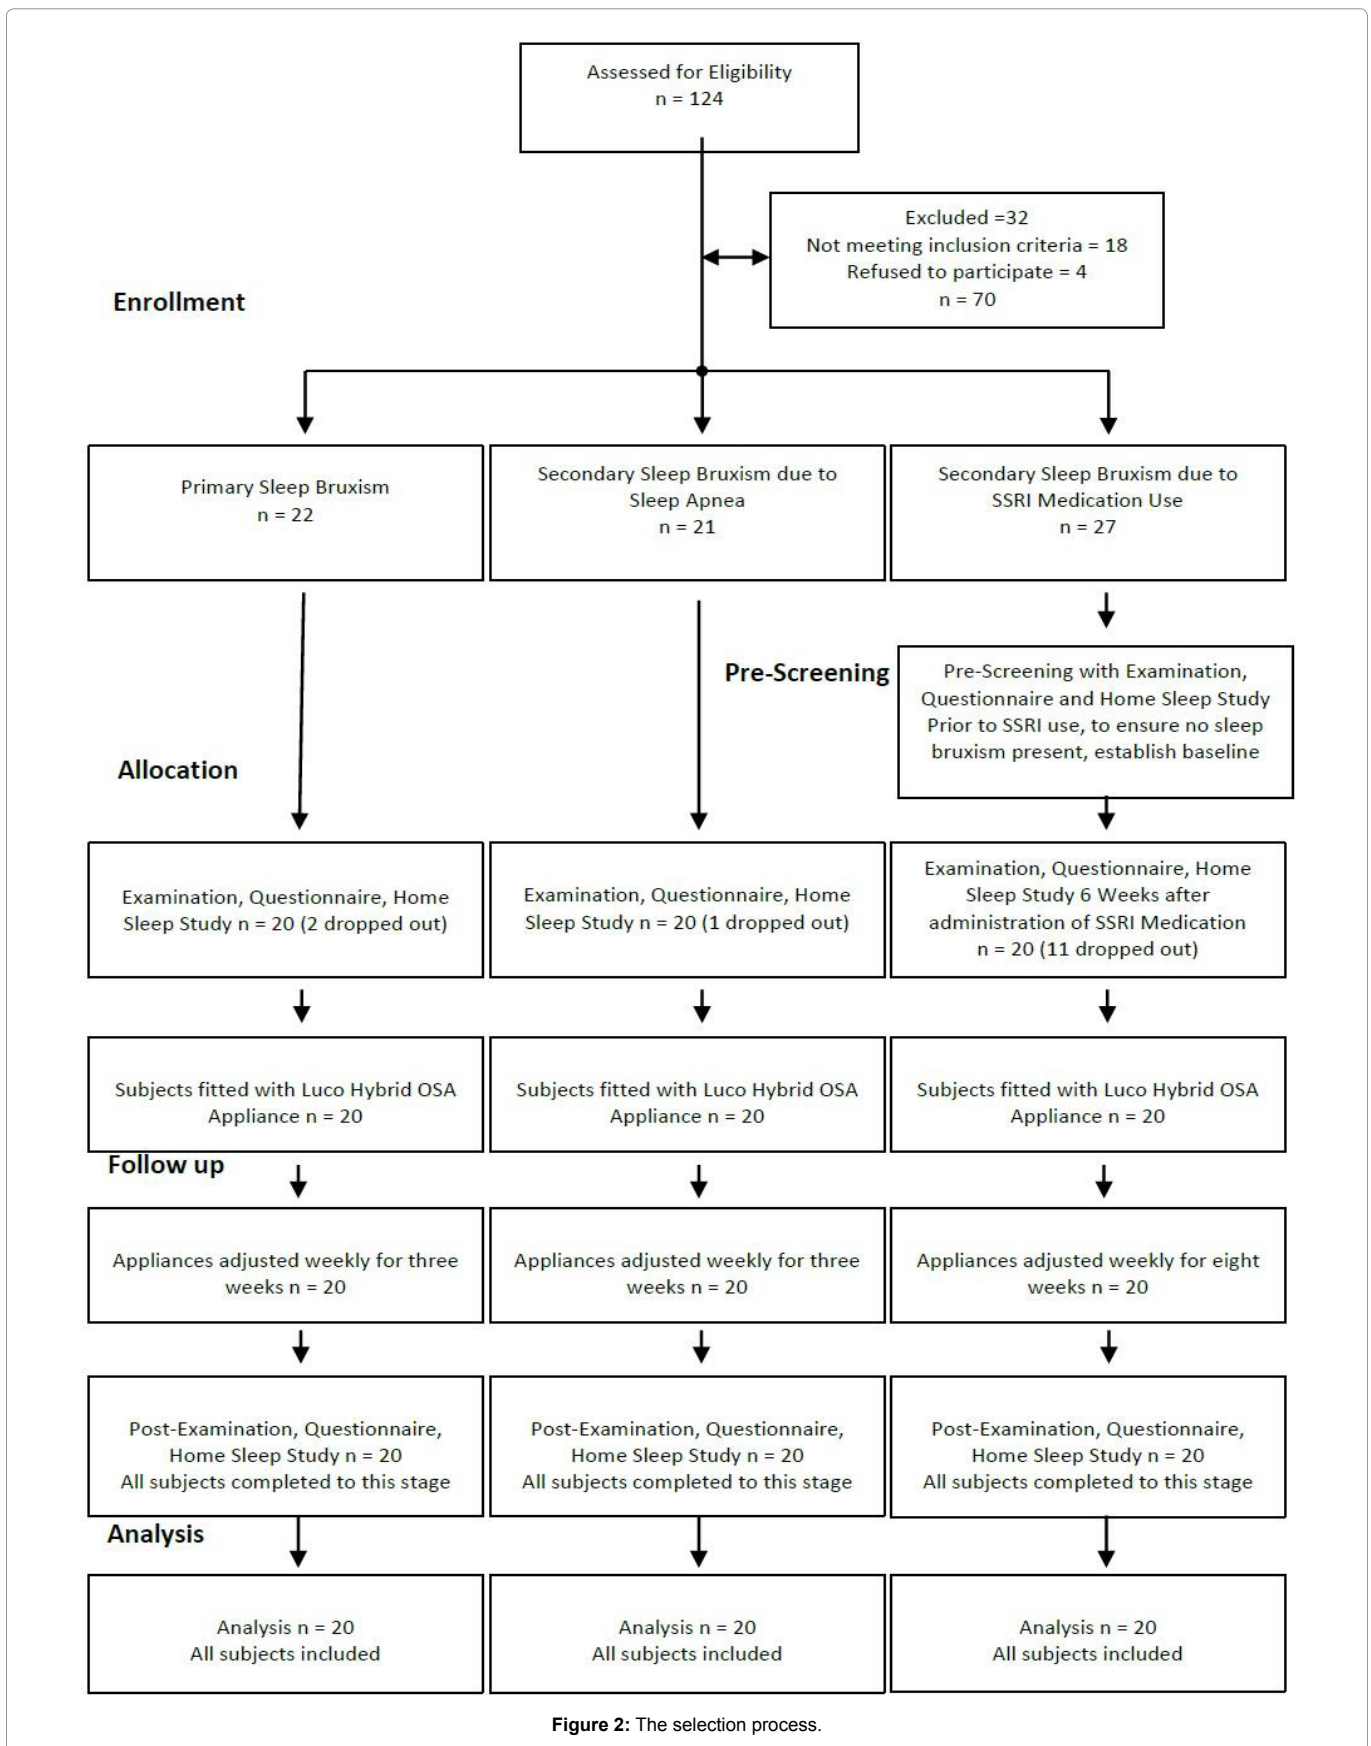 Assessed for Eligibility
n = 124
Excluded =32
Not meeting inclusion criteria = 18
Refused to participate = 4
n = 70
Enrollment
Primary Sleep Bruxism
n = 22
Secondary Sleep Bruxism due to
Sleep Apnea
n = 21
Secondary Sleep Bruxism due to
SSRI Medication Use
n = 27
Pre-Screening
Pre-Screening with Examination,
Questionnaire and Home Sleep Study
Prior to SSRI use, to ensure no sleep
bruxism present, establish baseline
Allocation
Examination, Questionnaire, Home
Sleep Study n = 20 (2 dropped out)
Examination, Questionnaire, Home
Sleep Study n = 20 (1 dropped out)
Examination, Questionnaire, Home
Sleep Study 6 Weeks after
administration of SSRI Medication
n = 20 (11 dropped out)
Subjects fitted with Luco Hybrid OSA
Appliance n = 20
Subjects fitted with Luco Hybrid OSA
Appliance n = 20
Subjects fitted with Luco Hybrid OSA
Appliance n = 20
Follow up
Appliances adjusted weekly for three
weeks n = 20
Appliances adjusted weekly for three
weeks n = 20
Appliances adjusted weekly for eight
weeks n = 20
Post-Examination, Questionnaire,
Home Sleep Study n = 20
All subjects completed to this stage
Post-Examination, Questionnaire,
Home Sleep Study n = 20
All subjects completed to this stage
Post-Examination, Questionnaire,
Home Sleep Study n = 20
All subjects completed to this stage
Analysis
Analysis n = 20
All subjects included
Analysis n = 20
All subjects included
Analysis n = 20
All subjects included
Figure 2: The selection process.